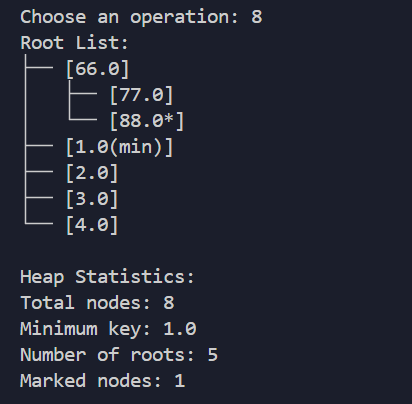 Choose an operation: 8
Root List:
├── [66.0]
│   ├── [77.0]
│   └── [88.0*]
├── [1.0(min)]
├── [2.0]
├── [3.0]
└── [4.0]

Heap Statistics:
Total nodes: 8
Minimum key: 1.0
Number of roots: 5
Marked nodes: 1